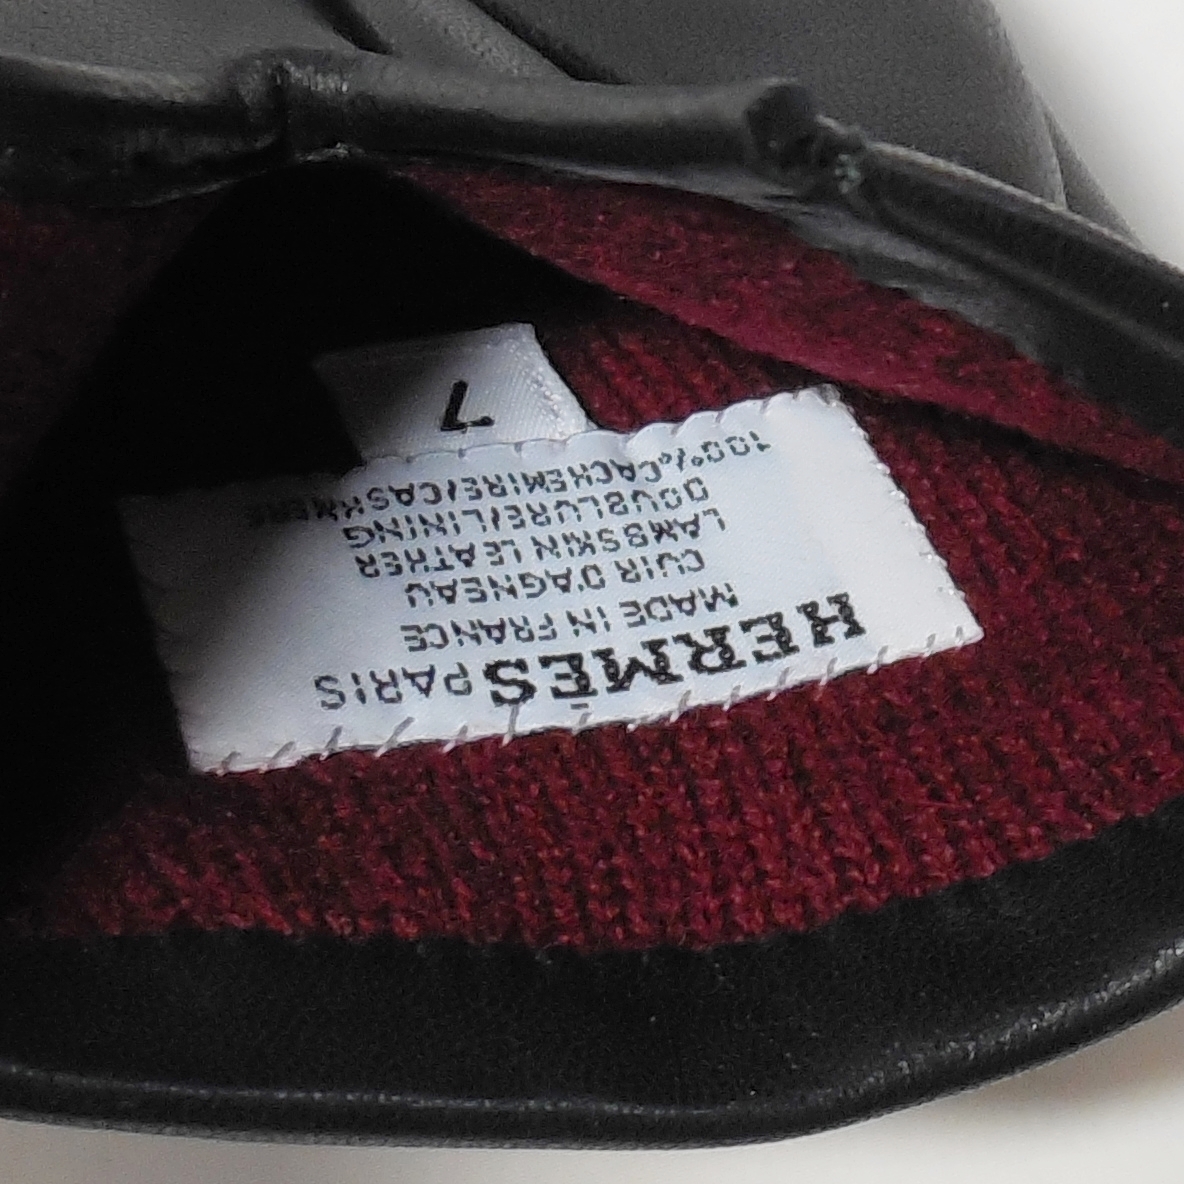 HERMÈS PARIS
MADE IN FRANCE
CUIR D'AGNEAU
LAMBSKIN LEATHER
DOUBLURE/LINING
100%CACHEMIRE/CASHMERE
7